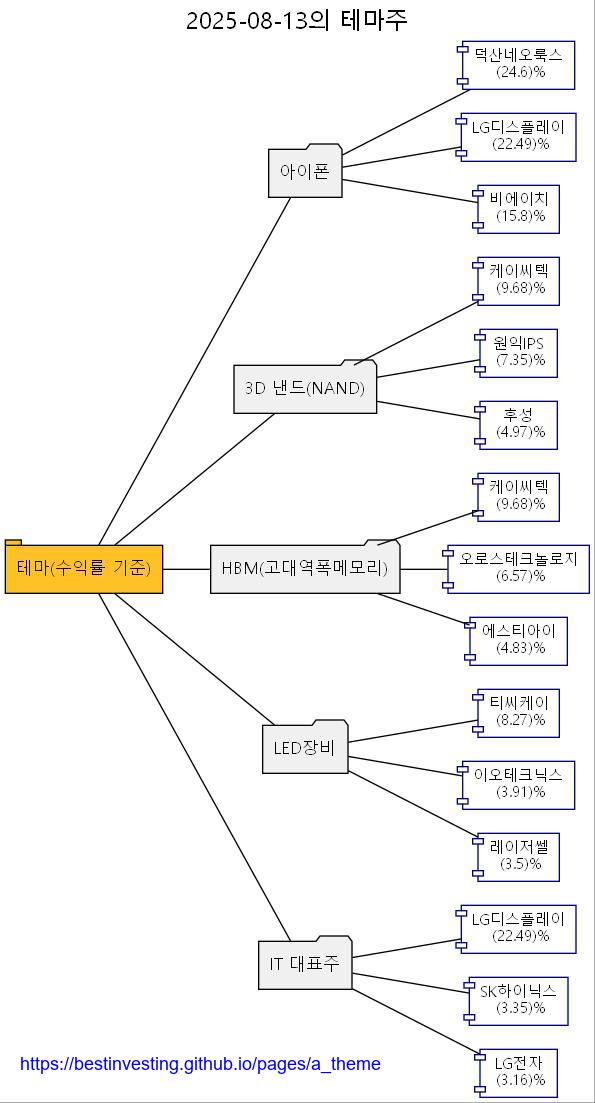 2025-08-13의 테마주
덕산네오룩스
(24.6)%
LG디스플레이
(22.49)%
아이폰
비에이치
(15.8)%
케이씨텍
(9.68)%
원익IPS
(7.35)%
3D 낸드(NAND)
후성
(4.97)%
케이씨텍
(9.68)%
테마(수익률 기준)
HBM(고대역폭메모리)
오로스테크놀로지
(6.57)%
에스티아이
(4.83)%
티씨케이
(8.27)%
LED장비
이오테크닉스
(3.91)%
레이저쎌
(3.5)%
LG디스플레이
(22.49)%
IT 대표주
SK하이닉스
(3.35)%
LG전자
(3.16)%
https://bestinvesting.github.io/pages/a_theme